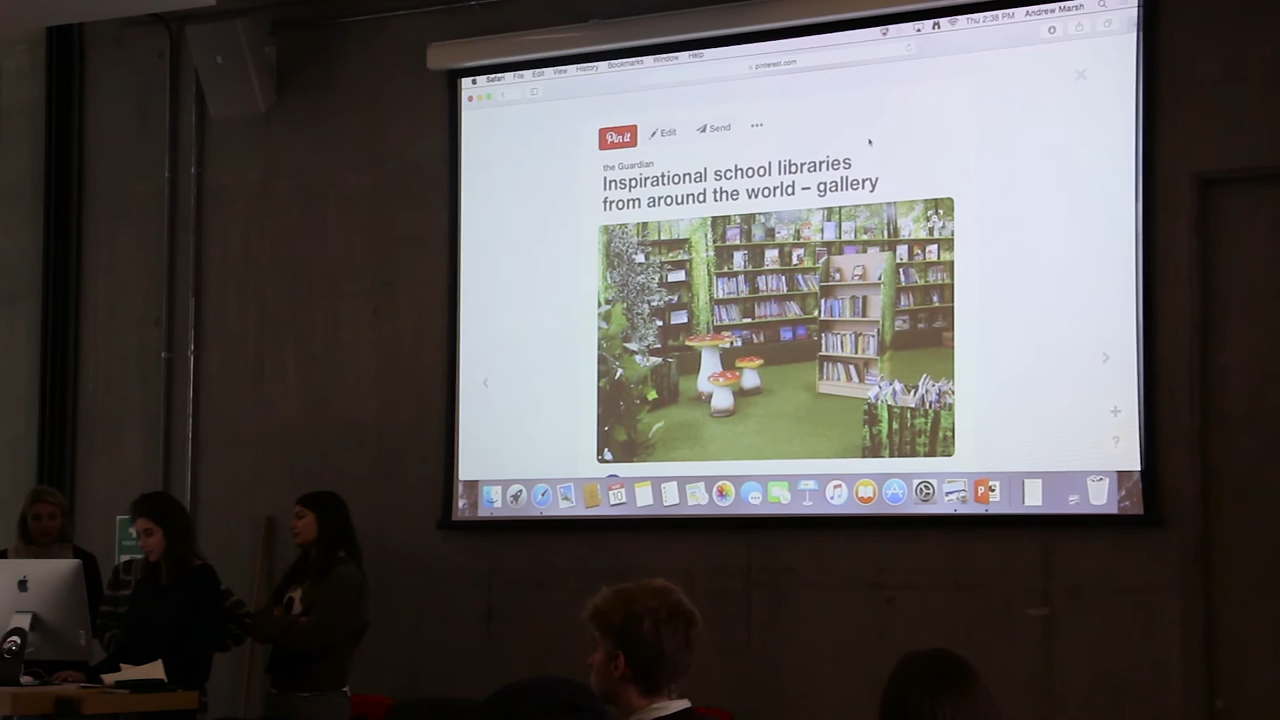 Safari File Edit View History Bookmarks Window Help
Thu 2:38 PM Andrew Marsh
pinterest.com
Pin it Edit Send
the Guardian
Inspirational school libraries
from around the world – gallery
10